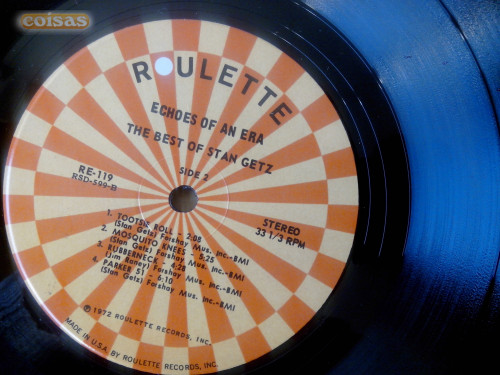 coisas
ROULETTE
ECHOES OF AN ERA
THE BEST OF STAN GETZ
SIDE 2
RE-119
RSD-599-B
STEREO
33 1/3 RPM
1. TOOTSIE ROLL - 2:08
(Stan Getz) Forshay Mus. Inc.-BMI
2. MOSQUITO KNEES - 5:25
(Stan Getz) Forshay Mus. Inc.-BMI
3. RUBBERNECK - 4:28
(Jim Raney) Forshay Mus. Inc.-BMI
4. PARKER 51 - 6:10
(Stan Getz) Forshay Mus. Inc.-BMI
Ⓟ1972 ROULETTE RECORDS, INC.
MADE IN U.S.A. BY ROULETTE RECORDS, INC.